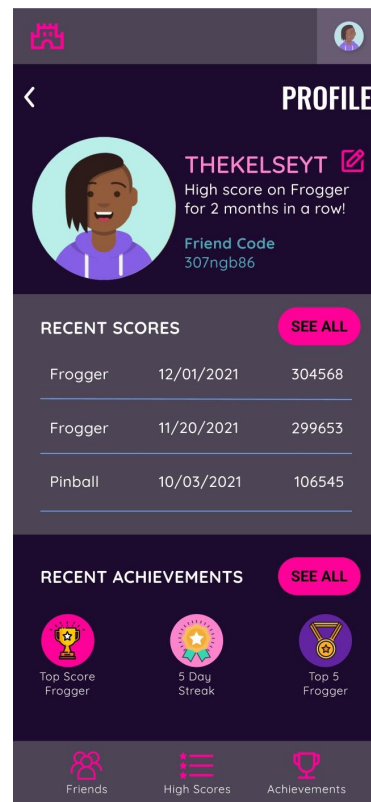 PROFILE
THEKELSEYT
High score on Frogger
for 2 months in a row!
Friend Code
307ngb86
RECENT SCORES SEE ALL
Frogger 12/01/2021 304568
Frogger 11/20/2021 299653
Pinball 10/03/2021 106545
RECENT ACHIEVEMENTS SEE ALL
Top Score 5 Day Top 5
Frogger Streak Frogger
Friends High Scores Achievements